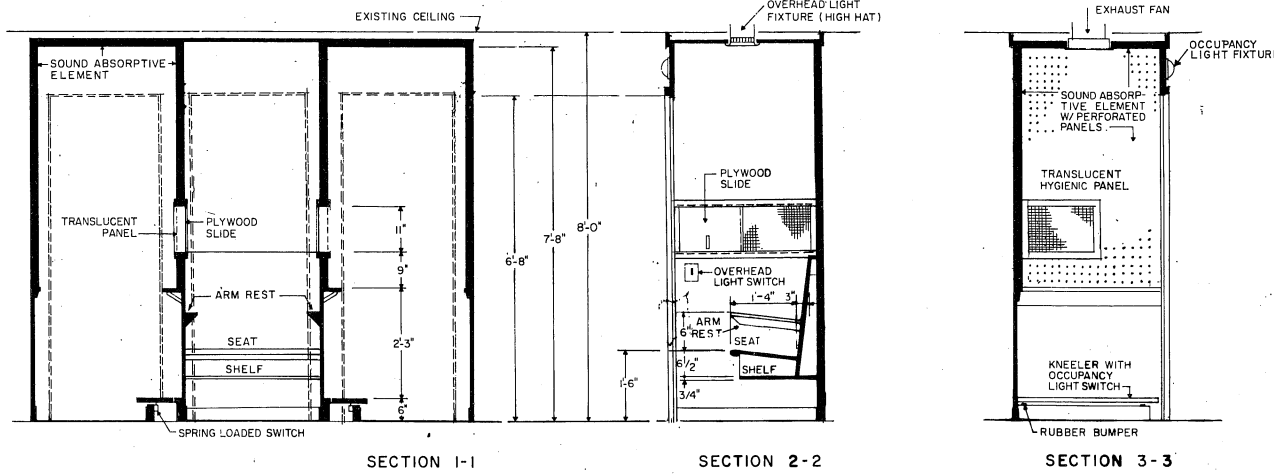 EXISTING CEILING
SOUND ABSORPTIVE
ELEMENT
TRANSLUCENT
PANEL
PLYWOOD
SLIDE
ARM REST
SEAT
SHELF
SPRING LOADED SWITCH
11"
9"
2'-3"
6"
6'-8"
7'-8"
8'-0"
SECTION 1-1
OVERHEAD LIGHT
FIXTURE (HIGH HAT)
PLYWOOD
SLIDE
OVERHEAD
LIGHT SWITCH
1'-4" 3"
6"
ARM
REST
SEAT
6 1/2"
SHELF
1'-6"
3/4"
SECTION 2-2
EXHAUST FAN
OCCUPANCY
LIGHT FIXTURE
SOUND ABSORP-
TIVE ELEMENT
W/ PERFORATED
PANELS.
TRANSLUCENT
HYGIENIC PANEL
KNEELER WITH
OCCUPANCY
LIGHT SWITCH
RUBBER BUMPER
SECTION 3-3